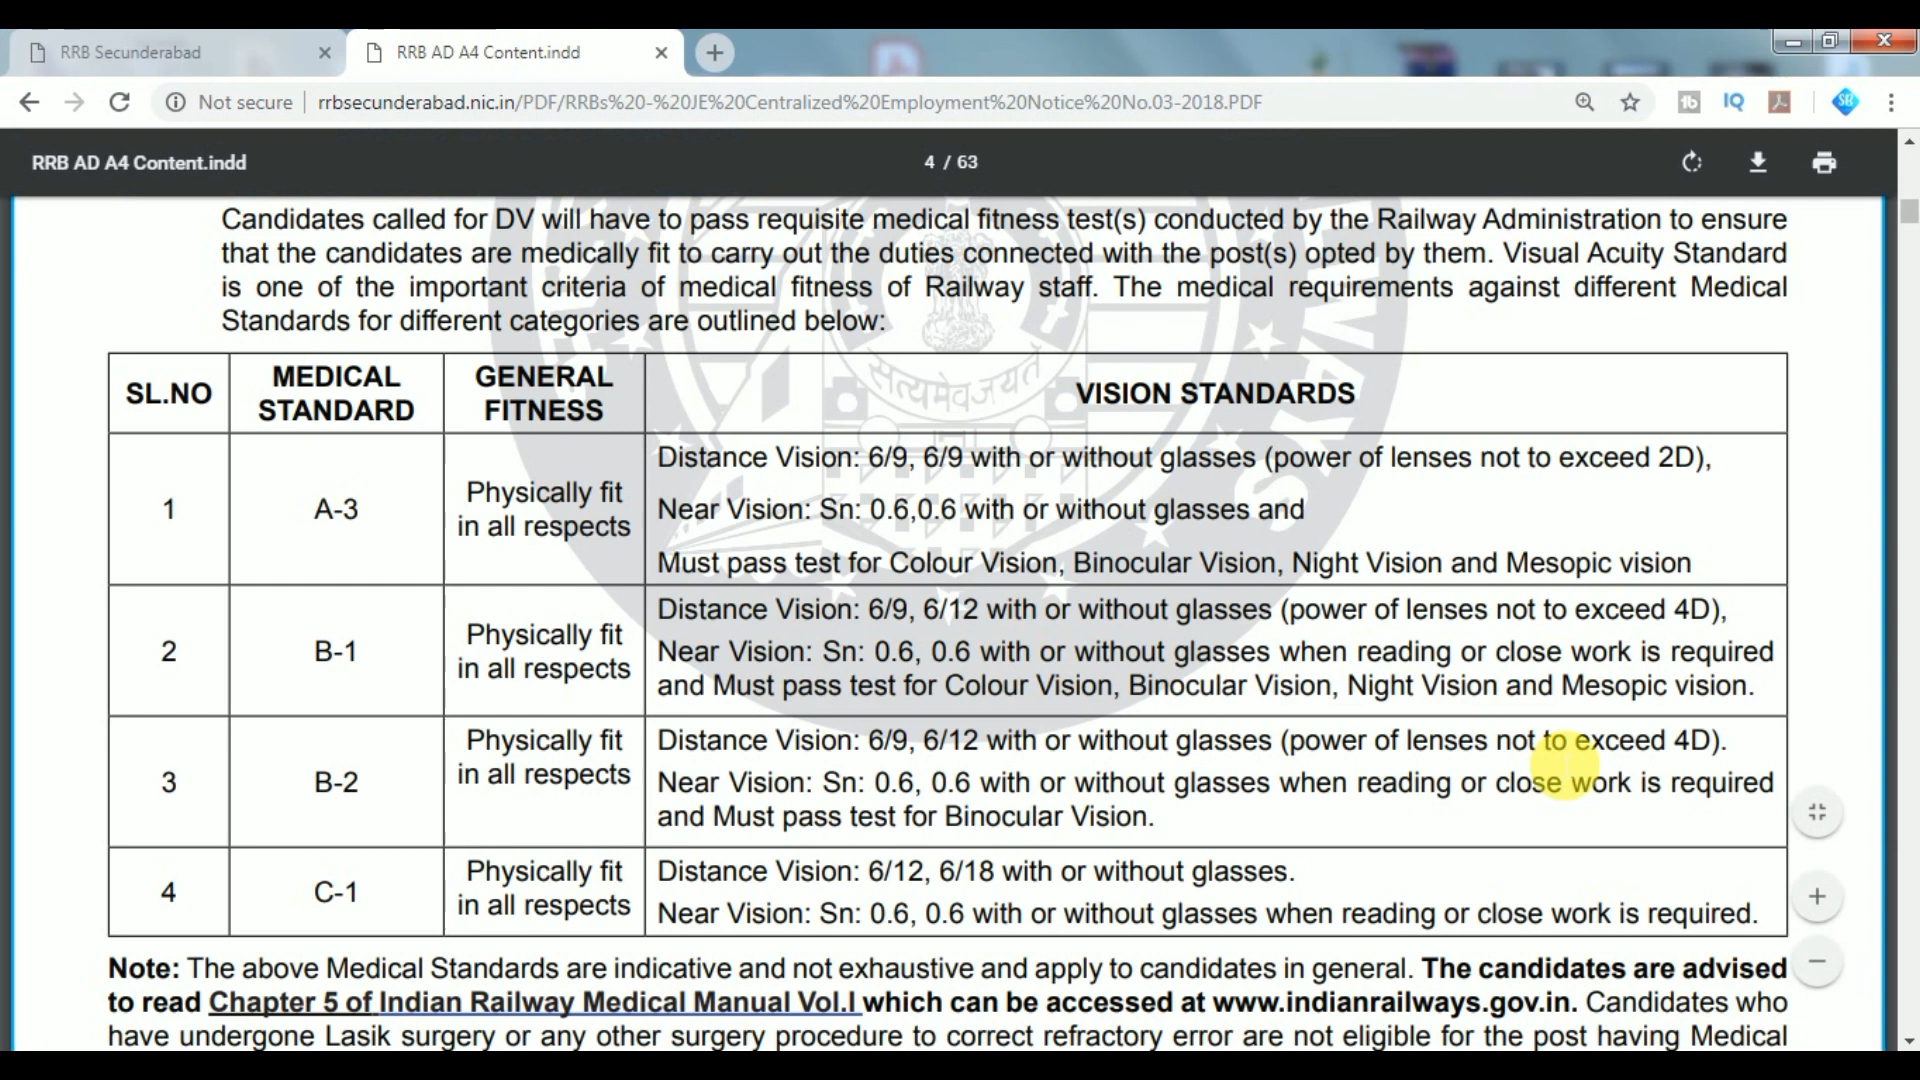 RRB Secunderabad
RRB AD A4 Content.indd
Not secure
rrbsecunderabad.nic.in/PDF/RRBs%20-%20JE%20Centralized%20Employment%20Notice%20No.03-2018.PDF
IQ
SB
RRB AD A4 Content.indd
4 / 63
Candidates called for DV will have to pass requisite medical fitness test(s) conducted by the Railway Administration to ensure
that the candidates are medically fit to carry out the duties connected with the post(s) opted by them. Visual Acuity Standard
is one of the important criteria of medical fitness of Railway staff. The medical requirements against different Medical
Standards for different categories are outlined below:
SL.NO
MEDICAL
STANDARD
GENERAL
FITNESS
VISION STANDARDS
1
A-3
Physically fit
in all respects
Distance Vision: 6/9, 6/9 with or without glasses (power of lenses not to exceed 2D),
Near Vision: Sn: 0.6,0.6 with or without glasses and
Must pass test for Colour Vision, Binocular Vision, Night Vision and Mesopic vision
2
B-1
Physically fit
in all respects
Distance Vision: 6/9, 6/12 with or without glasses (power of lenses not to exceed 4D),
Near Vision: Sn: 0.6, 0.6 with or without glasses when reading or close work is required
and Must pass test for Colour Vision, Binocular Vision, Night Vision and Mesopic vision.
3
B-2
Physically fit
in all respects
Distance Vision: 6/9, 6/12 with or without glasses (power of lenses not to exceed 4D).
Near Vision: Sn: 0.6, 0.6 with or without glasses when reading or close work is required
and Must pass test for Binocular Vision.
4
C-1
Physically fit
in all respects
Distance Vision: 6/12, 6/18 with or without glasses.
Near Vision: Sn: 0.6, 0.6 with or without glasses when reading or close work is required.
Note: The above Medical Standards are indicative and not exhaustive and apply to candidates in general. The candidates are advised
to read Chapter 5 of Indian Railway Medical Manual Vol.I which can be accessed at www.indianrailways.gov.in. Candidates who
have undergone Lasik surgery or any other surgery procedure to correct refractory error are not eligible for the post having Medical
सत्यमेव जयते